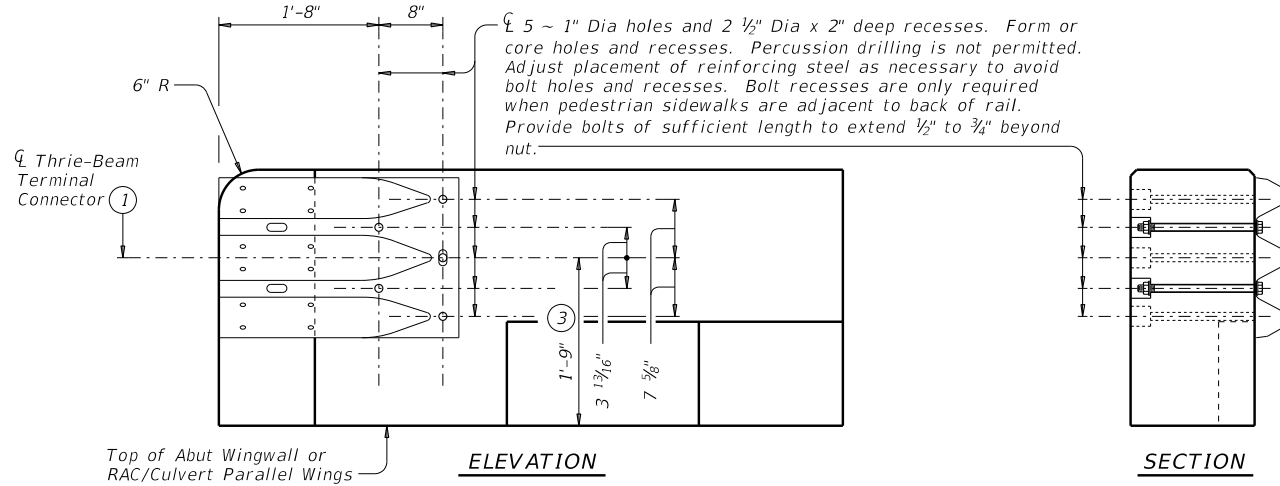 1'-8"
8"
℄ 5 ~ 1" Dia holes and 2 ½" Dia x 2" deep recesses. Form or
core holes and recesses. Percussion drilling is not permitted.
Adjust placement of reinforcing steel as necessary to avoid
bolt holes and recesses. Bolt recesses are only required
when pedestrian sidewalks are adjacent to back of rail.
Provide bolts of sufficient length to extend ½" to ¾" beyond
nut.
6" R
℄ Thrie-Beam
Terminal
Connector 1
3
1'-9"
3 13/16"
7 ⅝"
Top of Abut Wingwall or
RAC/Culvert Parallel Wings
ELEVATION
SECTION